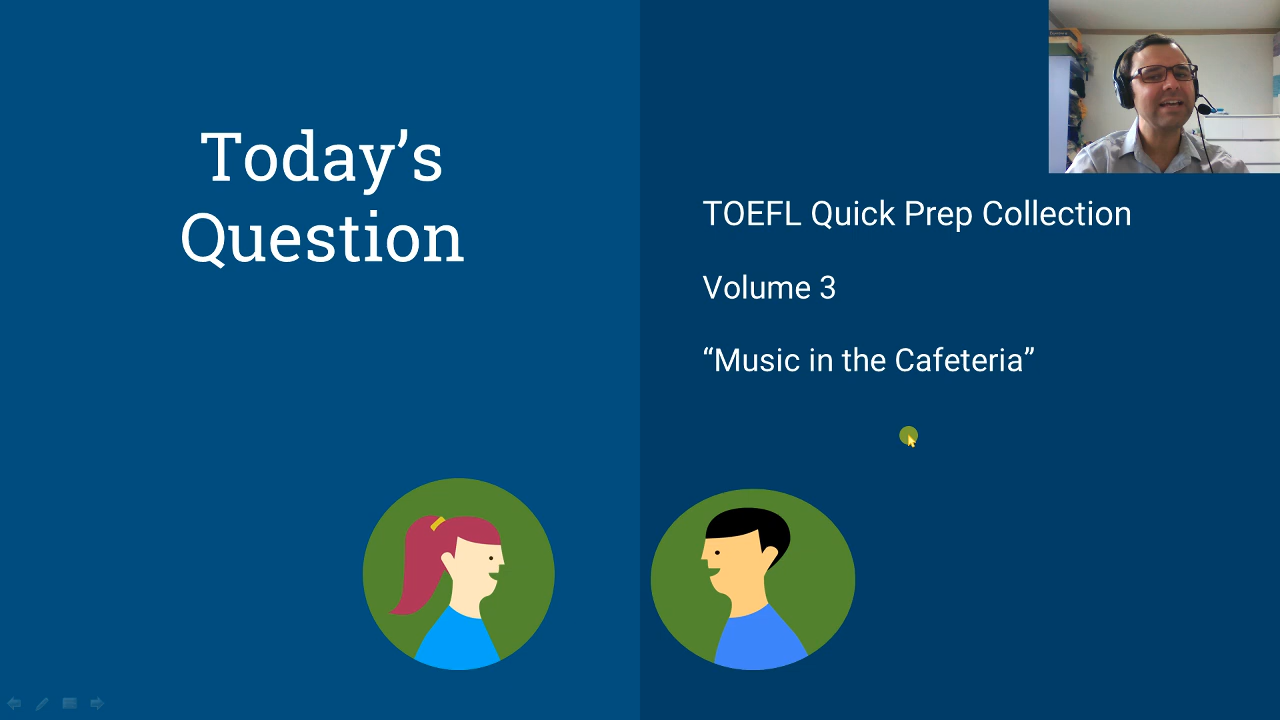 Today’s
Question
TOEFL Quick Prep Collection
Volume 3
“Music in the Cafeteria”